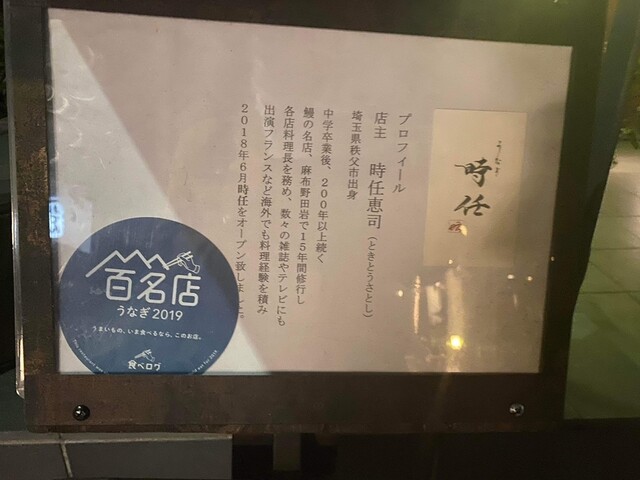 うなぎ
時任
プロフィール
店主　時任恵司（ときとうさとし）
埼玉県秩父市出身
中学卒業後、200年以上続く
鰻の名店、麻布野田岩で15年間修行し
各店料理長を務め、数々の雑誌やテレビにも
出演フランスなど海外でも料理経験を積み
2018年6月時任をオープン致しました。
百名店
うなぎ 2019
うまいもの、いま食べるなら、このお店。
食べログ